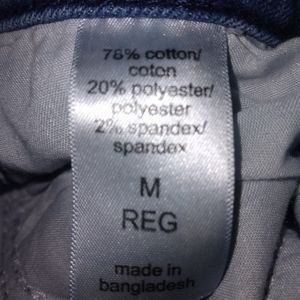 78% cotton/
coton
20% polyester/
polyester
2% spandex/
spandex
M
REG
made in
bangladesh